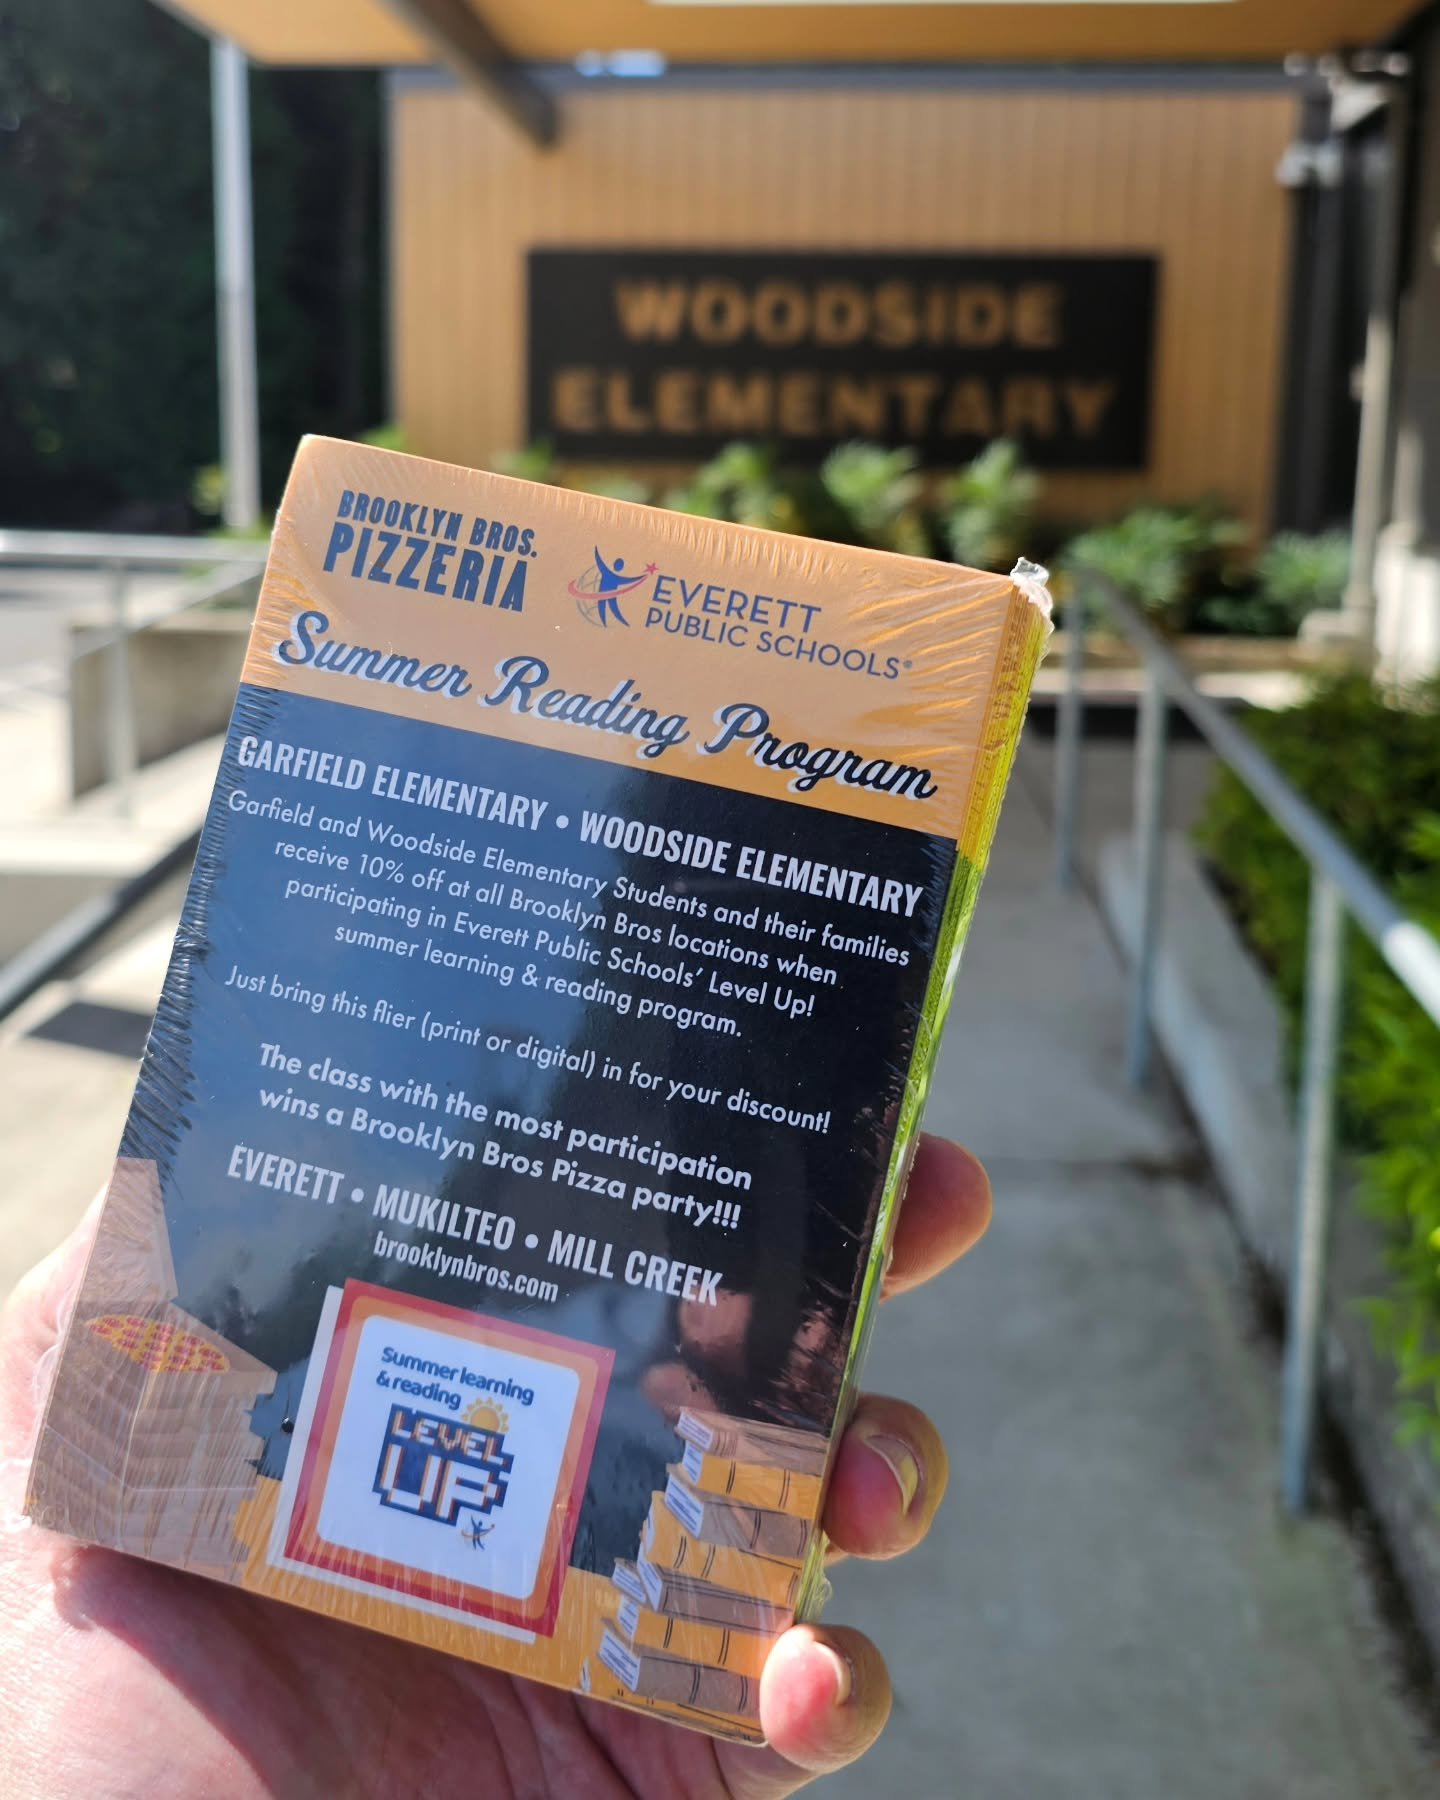 WOODSIDE
ELEMENTARY
BROOKLYN BROS.
PIZZERIA
EVERETT
PUBLIC SCHOOLS®
Summer Reading Program
GARFIELD ELEMENTARY • WOODSIDE ELEMENTARY
Garfield and Woodside Elementary Students and their families
receive 10% off at all Brooklyn Bros locations when
participating in Everett Public Schools' Level Up!
summer learning & reading program.
Just bring this flier (print or digital) in for your discount!
The class with the most participation
wins a Brooklyn Bros Pizza party!!!
EVERETT • MUKILTEO • MILL CREEK
brooklynbros.com
Summer learning
& reading
LEVEL
UP